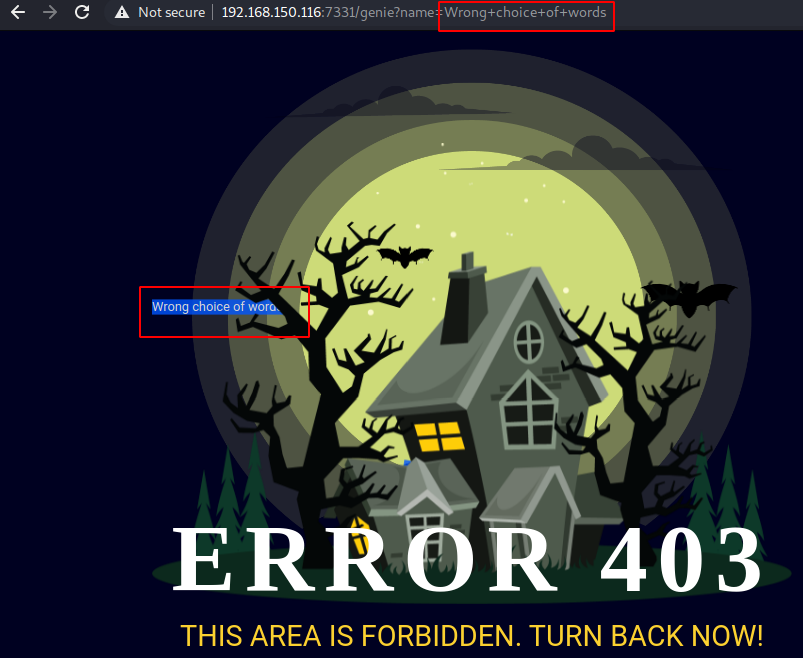 Not secure 192.168.150.116:7331/genie?name=Wrong+choice+of+words
Wrong choice of words
ERROR 403
THIS AREA IS FORBIDDEN. TURN BACK NOW!